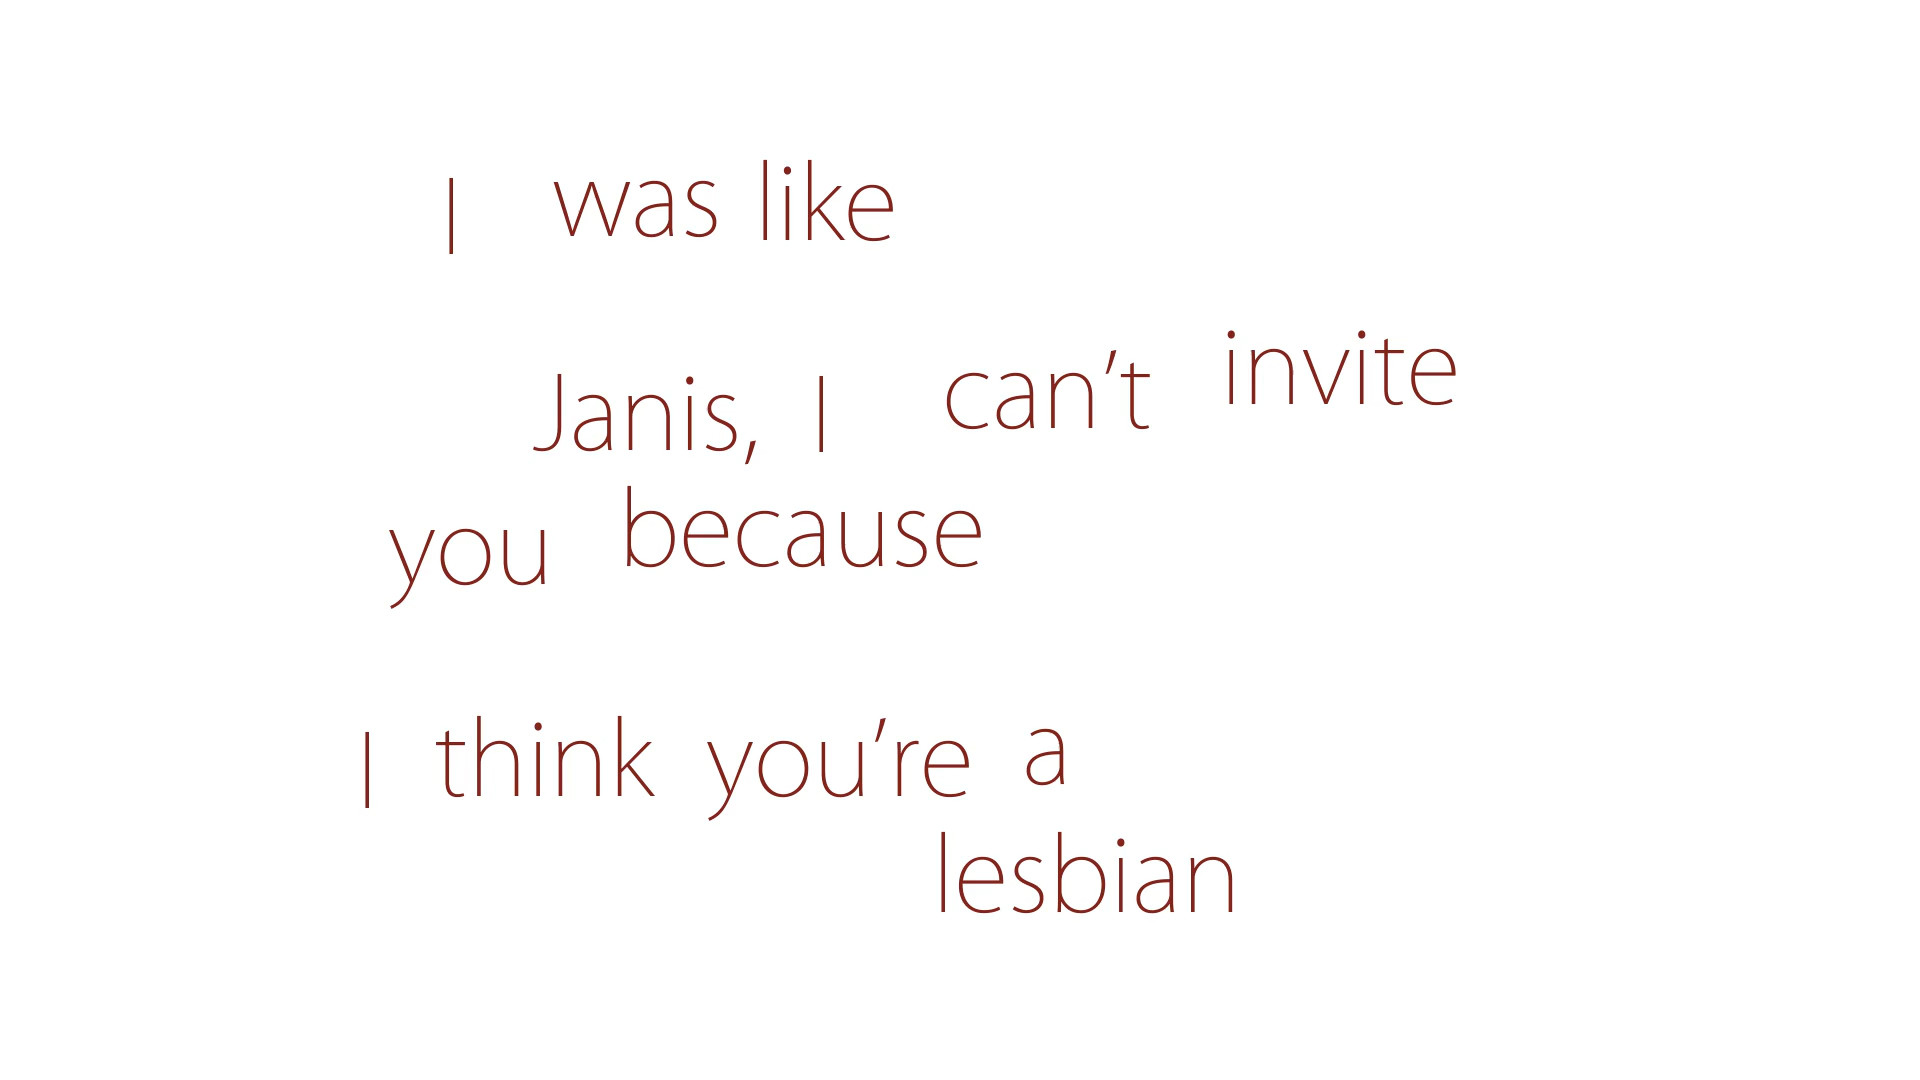 I was like
Janis, I can’t invite
you because
I think you’re a
lesbian